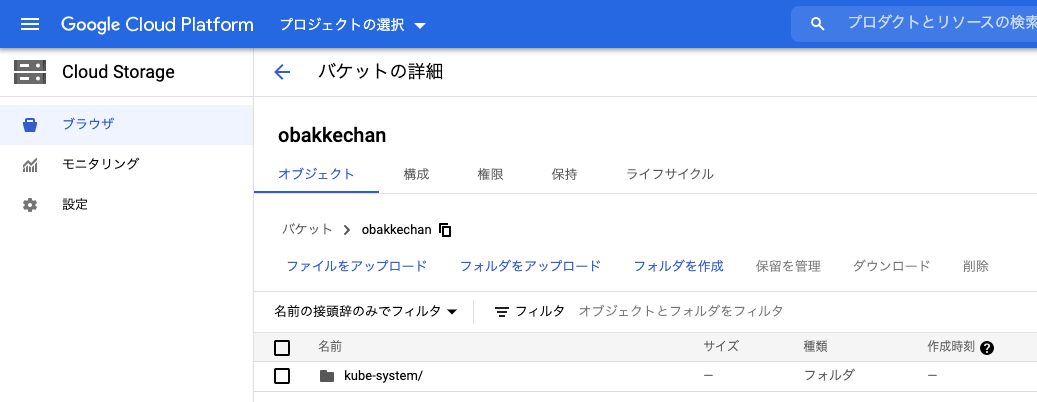 Google Cloud Platform プロジェクトの選択 プロダクトとリソースの検索
Cloud Storage バケットの詳細
ブラウザ
モニタリング
設定
obakkechan
オブジェクト 構成 権限 保持 ライフサイクル
バケット > obakkechan
ファイルをアップロード フォルダをアップロード フォルダを作成 保留を管理 ダウンロード 削除
名前の接頭辞のみでフィルタ フィルタ オブジェクトとフォルダをフィルタ
名前 サイズ 種類 作成時刻 ?
kube-system/ — フォルダ —